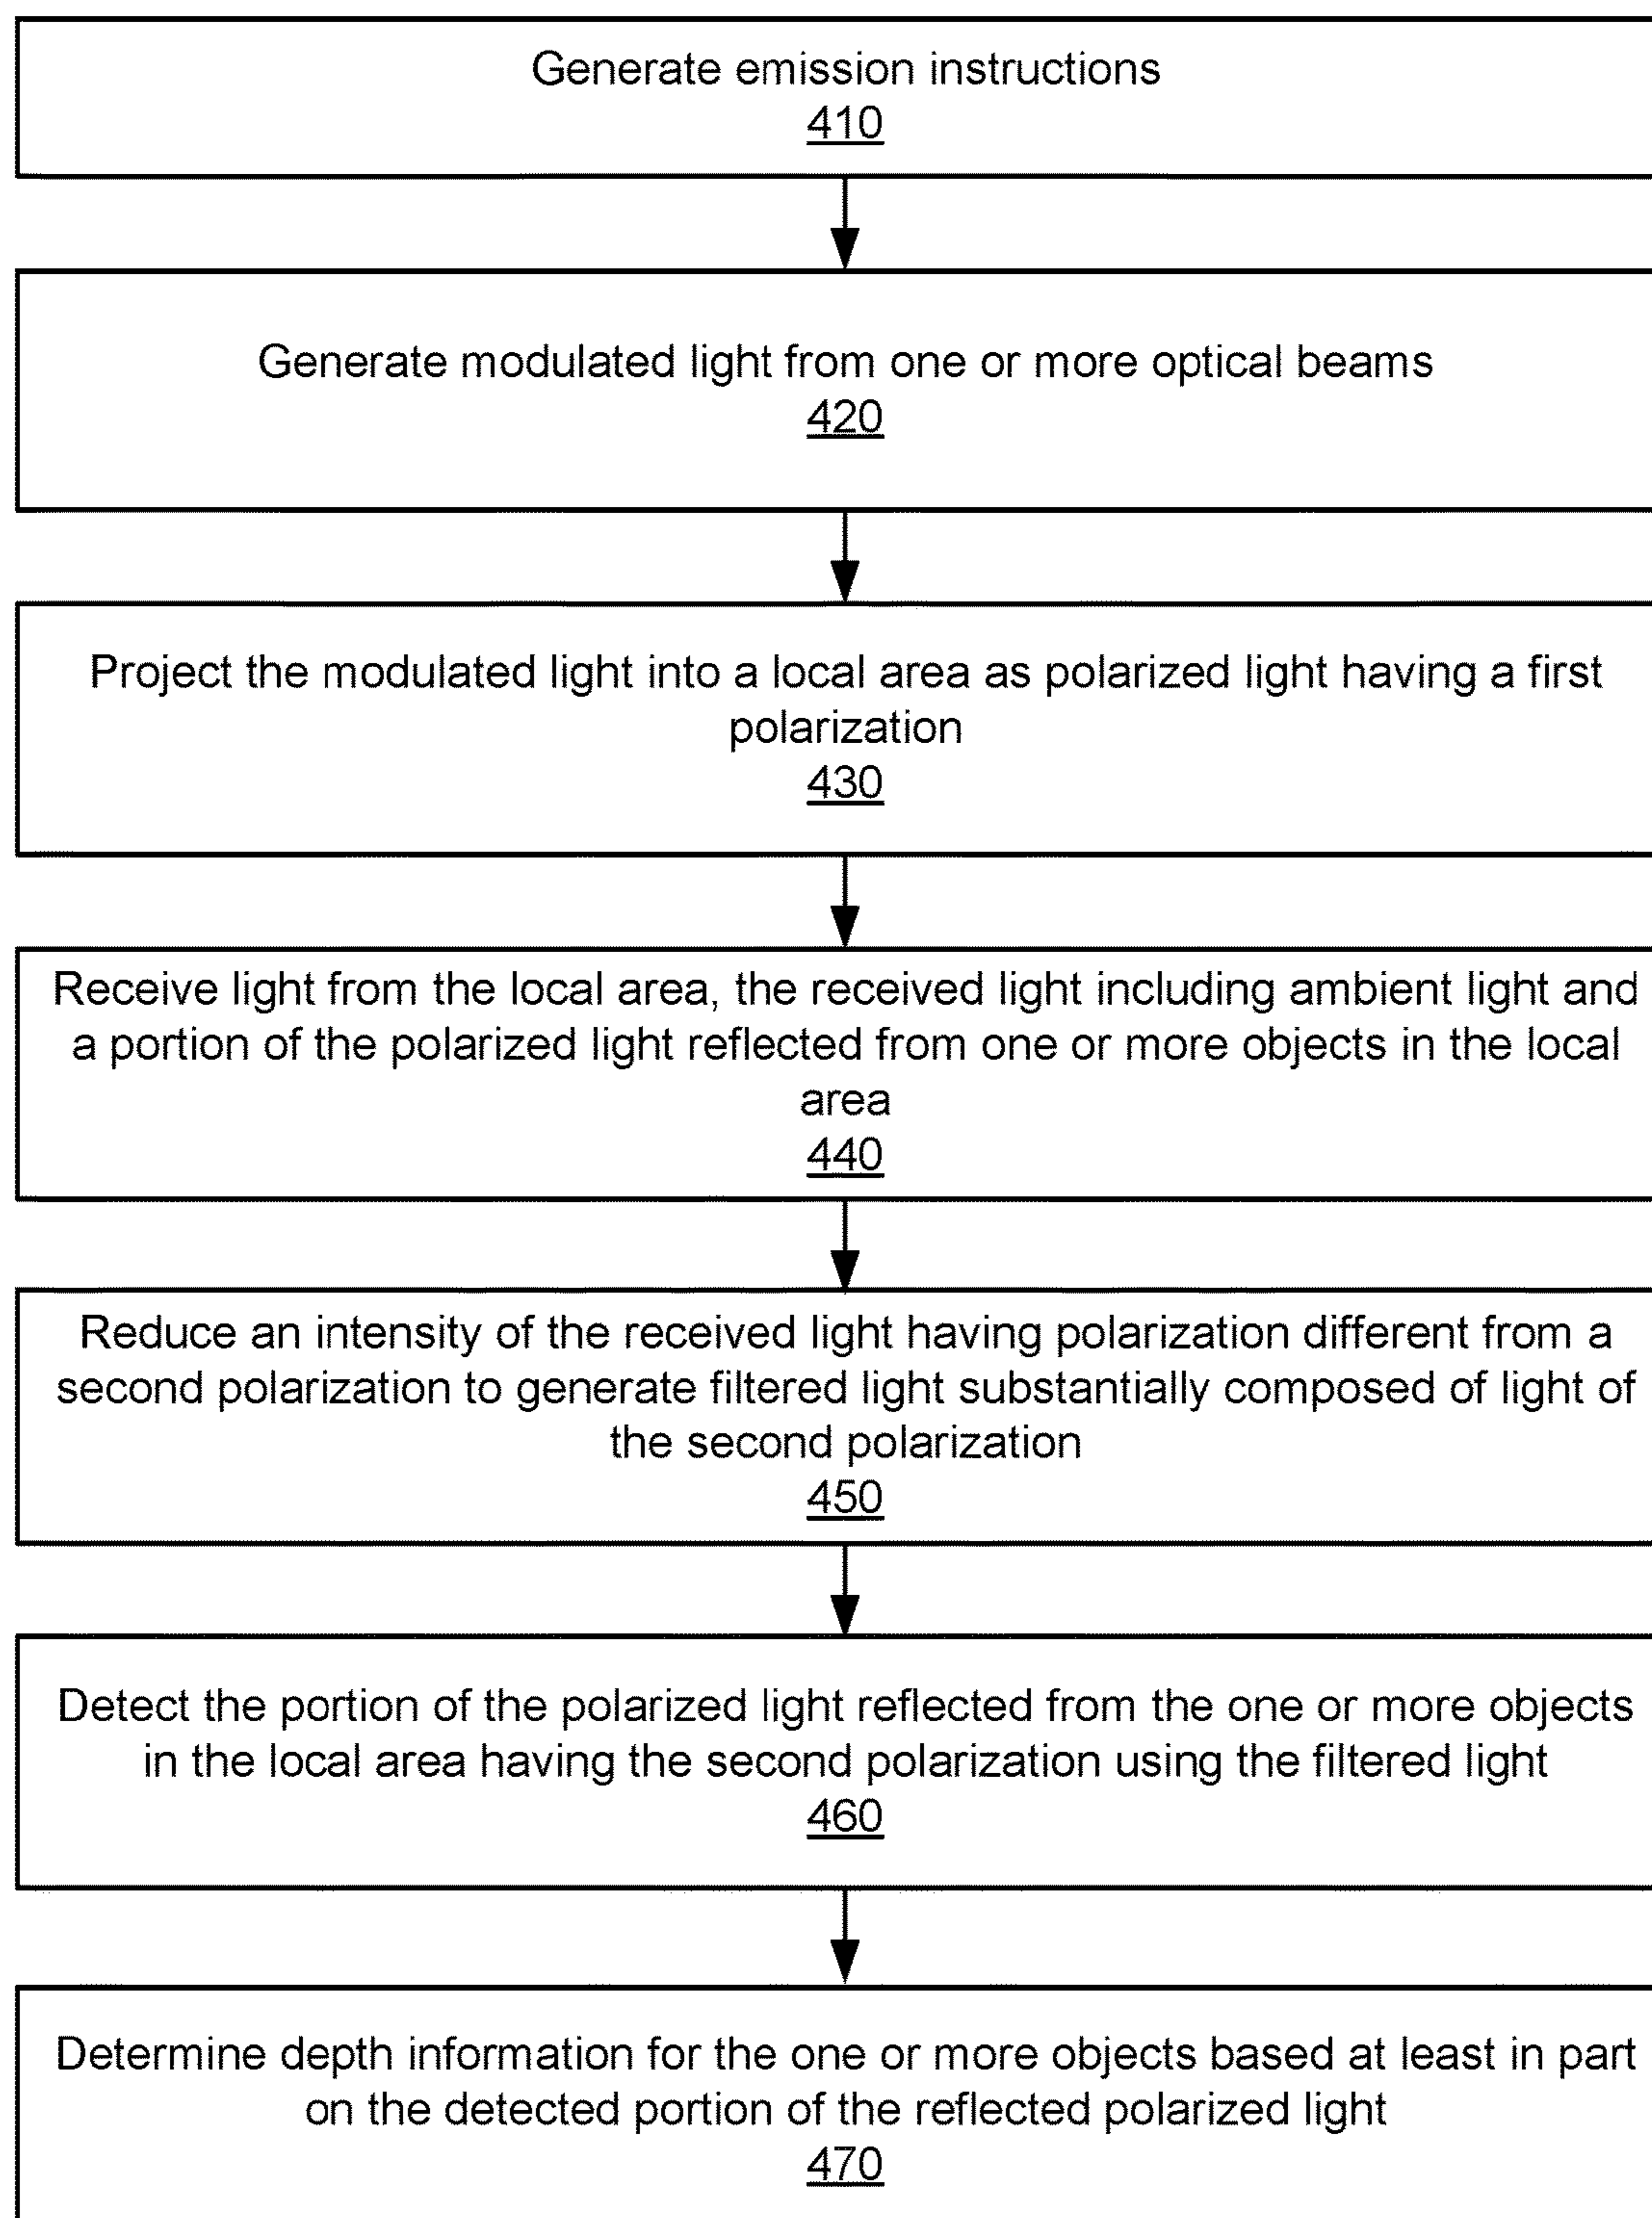 Generate emission instructions
410
Generate modulated light from one or more optical beams
420
Project the modulated light into a local area as polarized light having a first
polarization
430
Receive light from the local area, the received light including ambient light and
a portion of the polarized light reflected from one or more objects in the local
area
440
Reduce an intensity of the received light having polarization different from a
second polarization to generate filtered light substantially composed of light of
the second polarization
450
Detect the portion of the polarized light reflected from the one or more objects
in the local area having the second polarization using the filtered light
460
Determine depth information for the one or more objects based at least in part
on the detected portion of the reflected polarized light
470